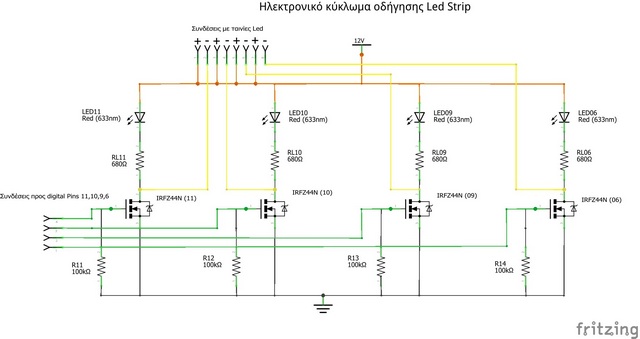 Ηλεκτρονικό κύκλωμα οδήγησης Led Strip
Συνδέσεις με ταινίες Led
+ - + - + - + -
12V
LED11
Red (633nm)
LED10
Red (633nm)
LED09
Red (633nm)
LED06
Red (633nm)
RL11
680Ω
RL10
680Ω
RL09
680Ω
RL06
680Ω
Συνδέσεις προς digital Pins 11,10,9,6
IRFZ44N (11)
IRFZ44N (10)
IRFZ44N (09)
IRFZ44N (06)
R11
100kΩ
R12
100kΩ
R13
100kΩ
R14
100kΩ
fritzing